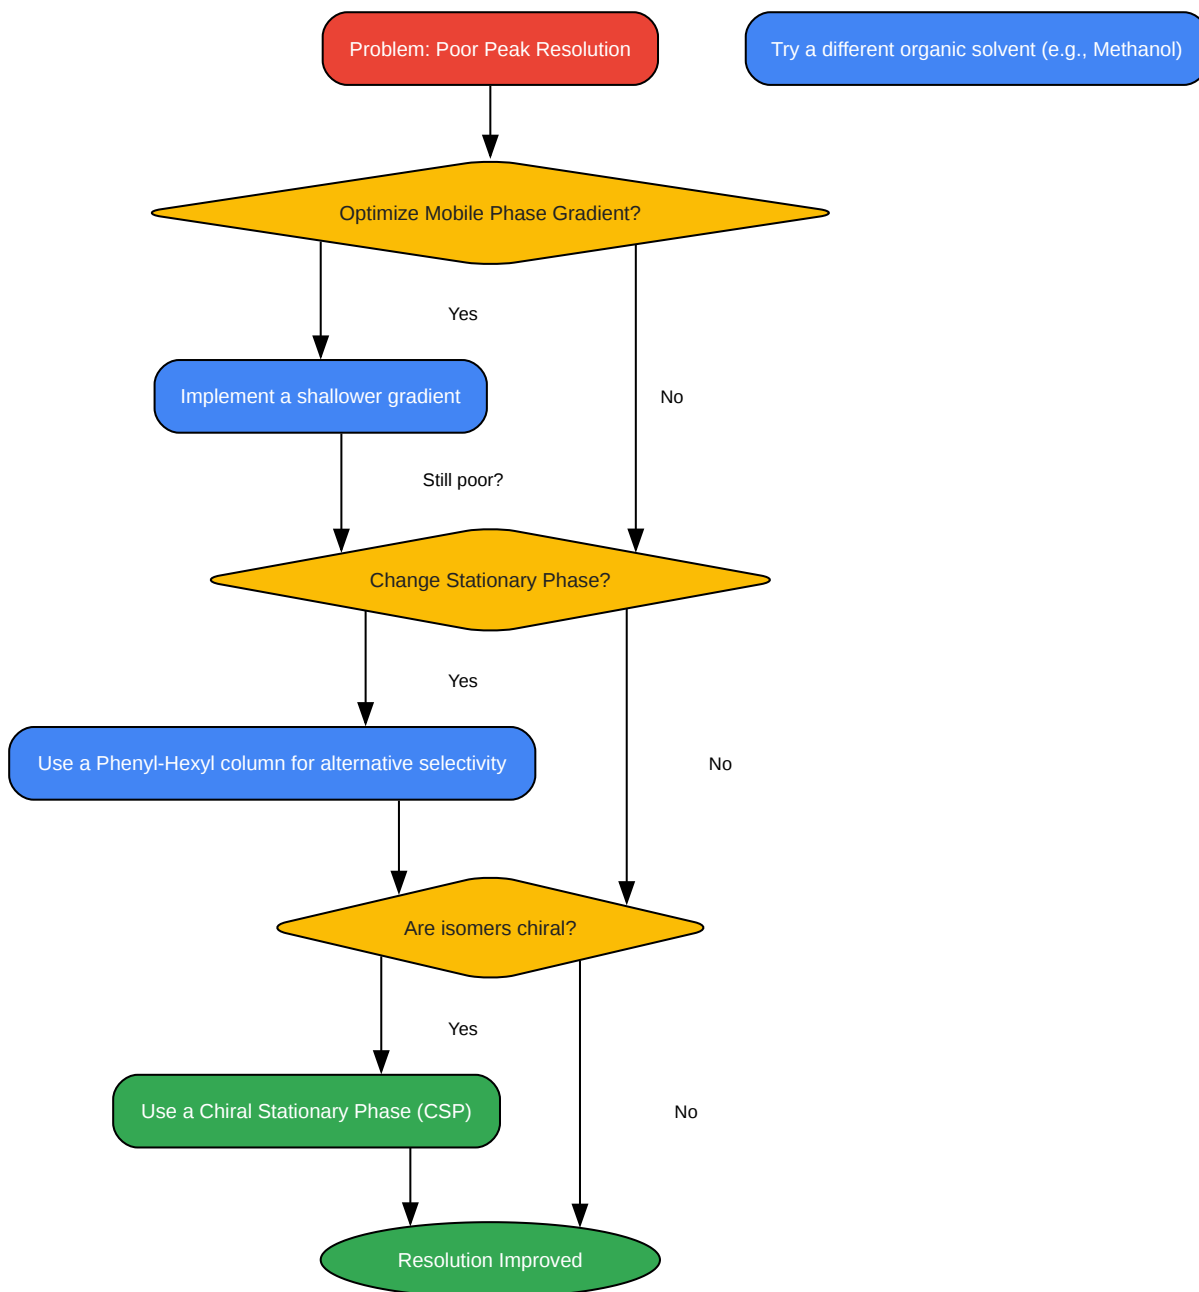 Problem: Poor Peak Resolution
Try a different organic solvent (e.g., Methanol)
Optimize Mobile Phase Gradient?
Yes
Implement a shallower gradient
No
Still poor?
Change Stationary Phase?
Yes
Use a Phenyl-Hexyl column for alternative selectivity
No
Are isomers chiral?
Yes
Use a Chiral Stationary Phase (CSP)
No
Resolution Improved